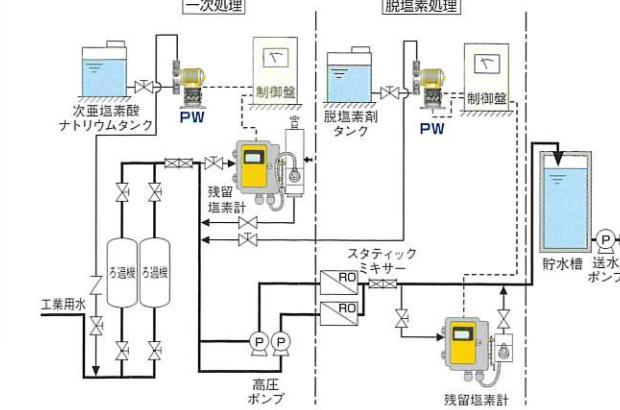 一次処理
脱塩素処理
次亜塩素酸
ナトリウムタンク
PW
制御盤
脱塩素剤
タンク
PW
制御盤
残留
塩素計
ろ過機
ろ過機
工業用水
スタティック
ミキサー
RO
RO
P
P
高圧
ポンプ
残留塩素計
貯水槽
P
送水
ポンプ